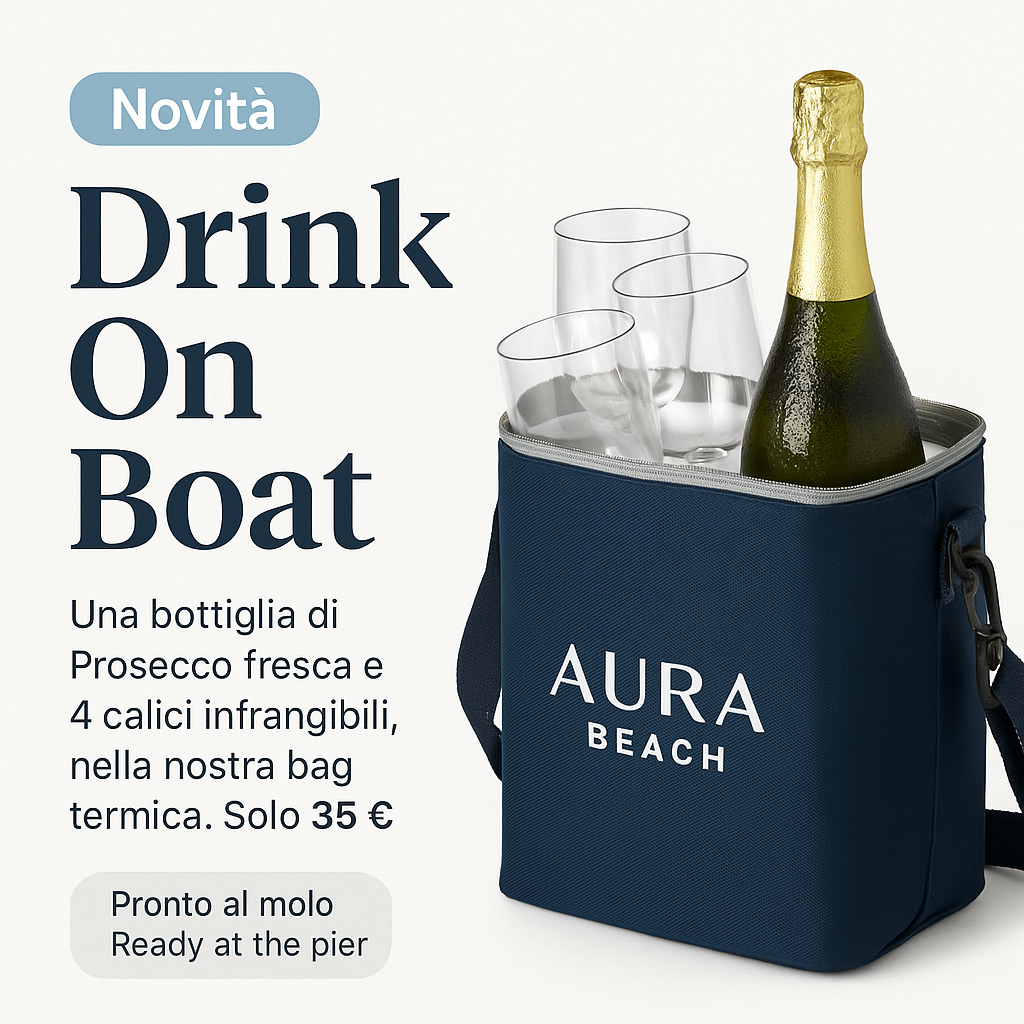 Novità
Drink
On
Boat
Una bottiglia di
Prosecco fresca e
4 calici infrangibili,
nella nostra bag
termica. Solo 35 €
Pronto al molo
Ready at the pier
AURA
BEACH